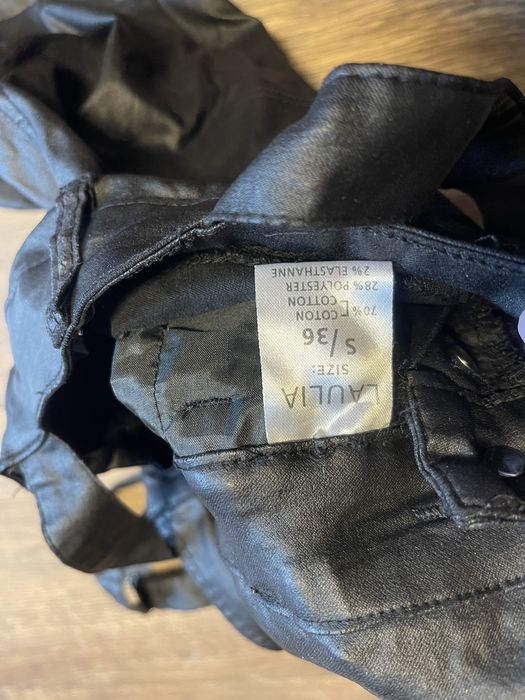 LAULIA
SIZE:
S/36
70% [ COTON
COTTON
28% POLYESTER
2% ELASTHANNE